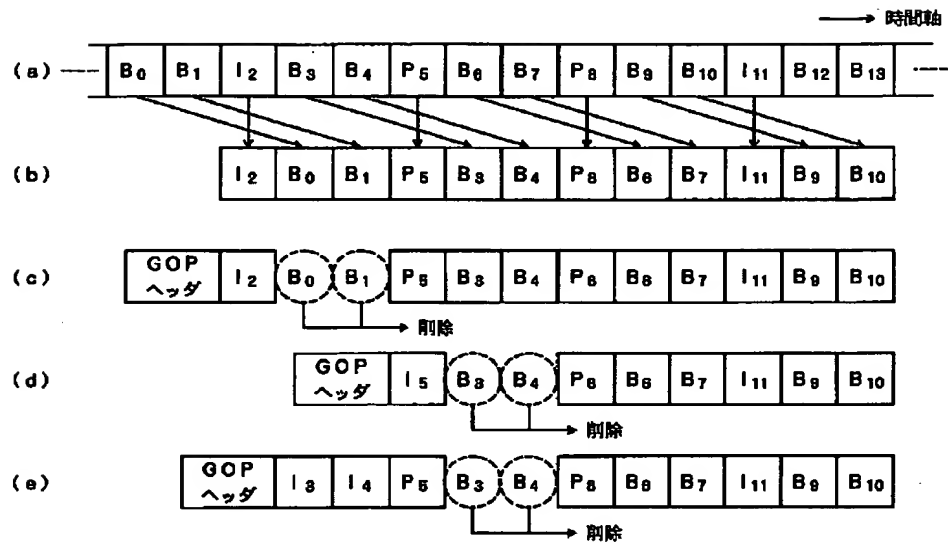 → 時間軸
(a) B0 B1 I2 B3 B4 P5 B6 B7 P8 B9 B10 I11 B12 B13
(b) I2 B0 B1 P5 B3 B4 P8 B6 B7 I11 B9 B10
(c) GOP ヘッダ I2 B0 B1 P5 B3 B4 P8 B6 B7 I11 B9 B10
削除
(d) GOP ヘッダ I5 B3 B4 P8 B6 B7 I11 B9 B10
削除
(e) GOP ヘッダ I3 I4 P5 B3 B4 P8 B6 B7 I11 B9 B10
削除